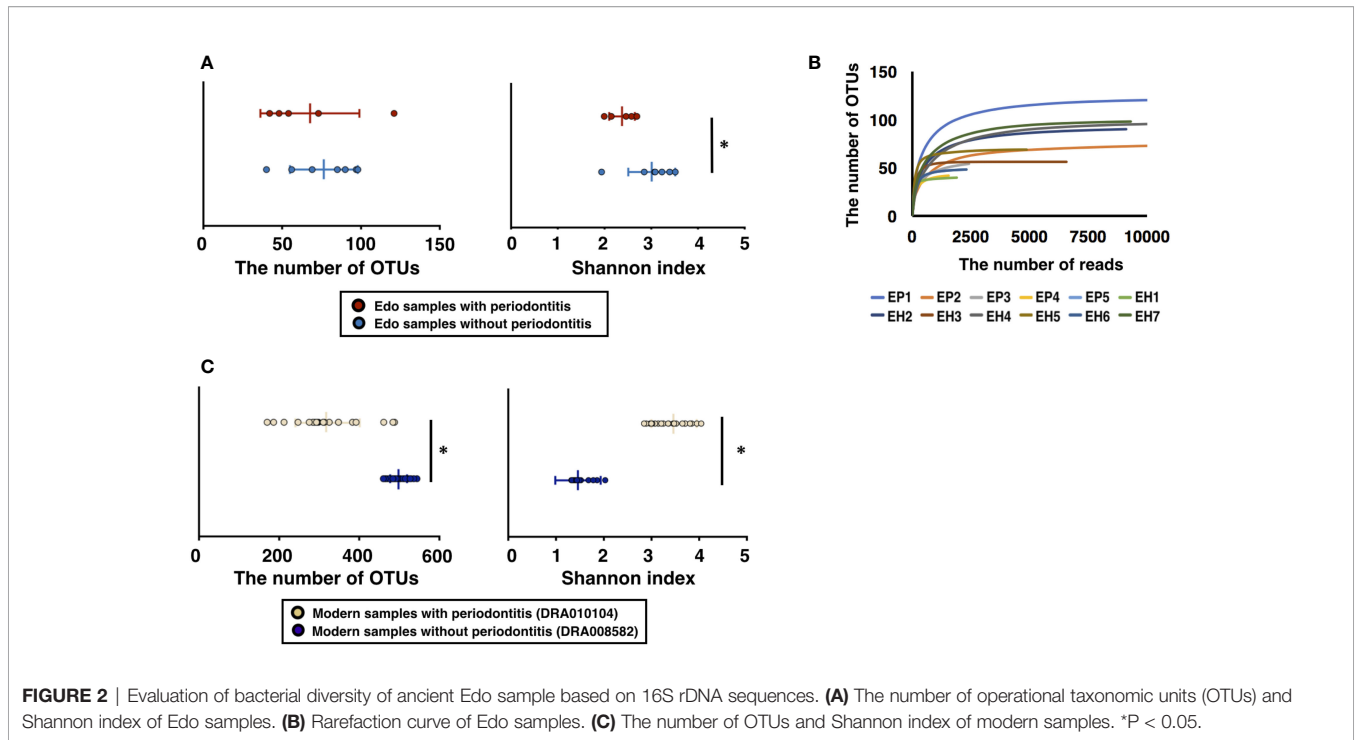 A
0 50 100 150
The number of OTUs
*
0 1 2 3 4 5
Shannon index
Edo samples with periodontitis
Edo samples without periodontitis
B
The number of OTUs
150
100
50
0
0 2500 5000 7500 10000
The number of reads
EP1 EP2 EP3 EP4 EP5 EH1
EH2 EH3 EH4 EH5 EH6 EH7
C
*
0 200 400 600
The number of OTUs
*
0 1 2 3 4 5
Shannon index
Modern samples with periodontitis (DRA010104)
Modern samples without periodontitis (DRA008582)
FIGURE 2 | Evaluation of bacterial diversity of ancient Edo sample based on 16S rDNA sequences. (A) The number of operational taxonomic units (OTUs) and
Shannon index of Edo samples. (B) Rarefaction curve of Edo samples. (C) The number of OTUs and Shannon index of modern samples. *P < 0.05.